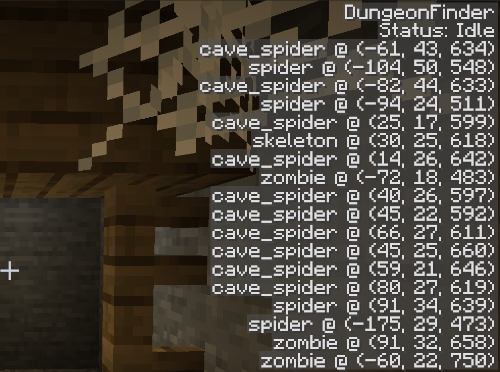 DungeonFinder
Status: Idle
cave_spider @ (-61, 43, 634)
spider @ (-104, 50, 548)
cave_spider @ (-82, 44, 633)
spider @ (-94, 24, 511)
cave_spider @ (25, 17, 599)
skeleton @ (30, 25, 618)
cave_spider @ (14, 26, 642)
zombie @ (-72, 18, 483)
cave_spider @ (40, 26, 597)
cave_spider @ (45, 22, 592)
cave_spider @ (66, 27, 611)
cave_spider @ (45, 25, 660)
cave_spider @ (59, 21, 646)
cave_spider @ (80, 27, 619)
spider @ (91, 34, 639)
spider @ (-175, 29, 473)
zombie @ (91, 32, 658)
zombie @ (-60, 22, 750)